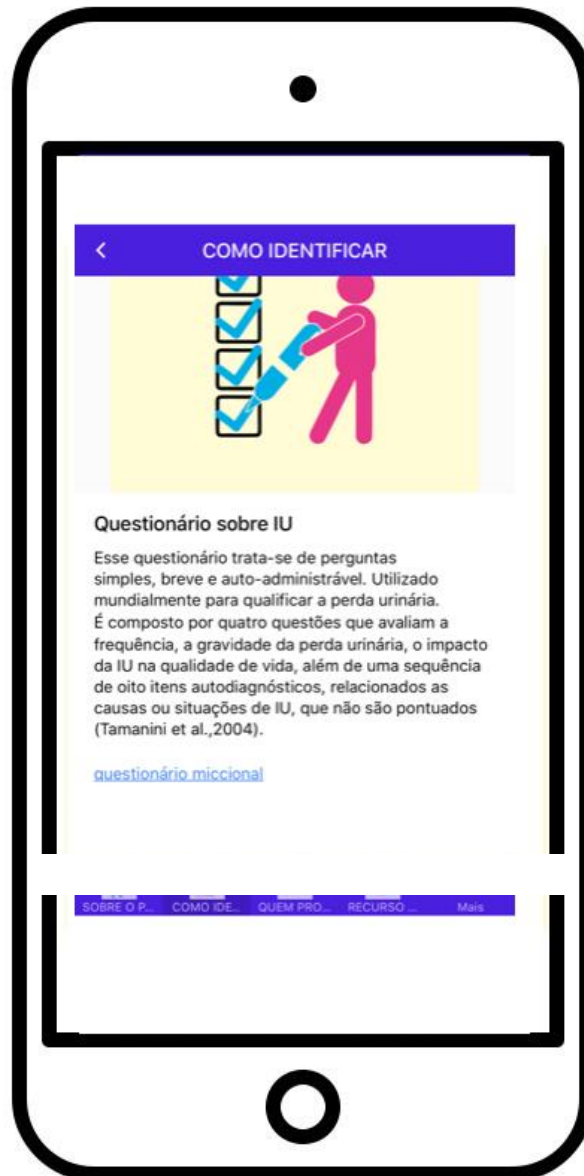 COMO IDENTIFICAR
Questionário sobre IU
Esse questionário trata-se de perguntas
simples, breve e auto-administrável. Utilizado
mundialmente para qualificar a perda urinária.
É composto por quatro questões que avaliam a
frequência, a gravidade da perda urinária, o impacto
da IU na qualidade de vida, além de uma sequência
de oito itens autodiagnósticos, relacionados as
causas ou situações de IU, que não são pontuados
(Tamanini et al.,2004).
questionário miccional
SOBRE O P... COMO IDE... QUEM PRO... RECURSO ... Mais